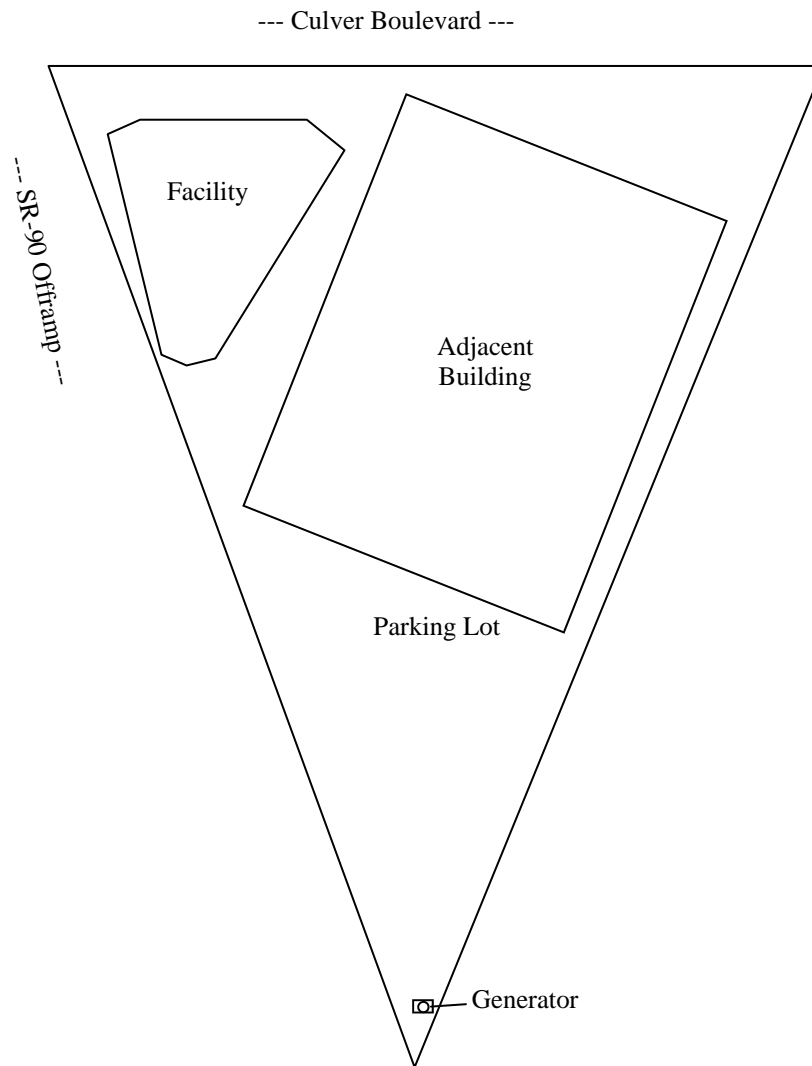 --- Culver Boulevard ---
Facility
---- SR-90 Offramp ----
Adjacent
Building
Parking Lot
Generator